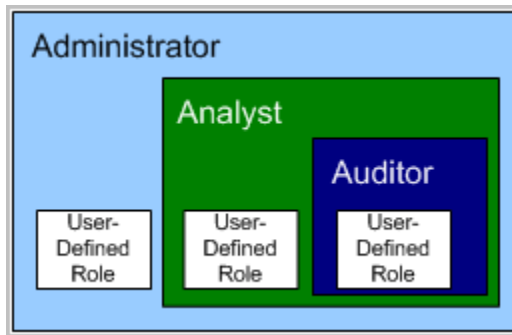 Administrator
Analyst
Auditor
User-
Defined
Role
User-
Defined
Role
User-
Defined
Role